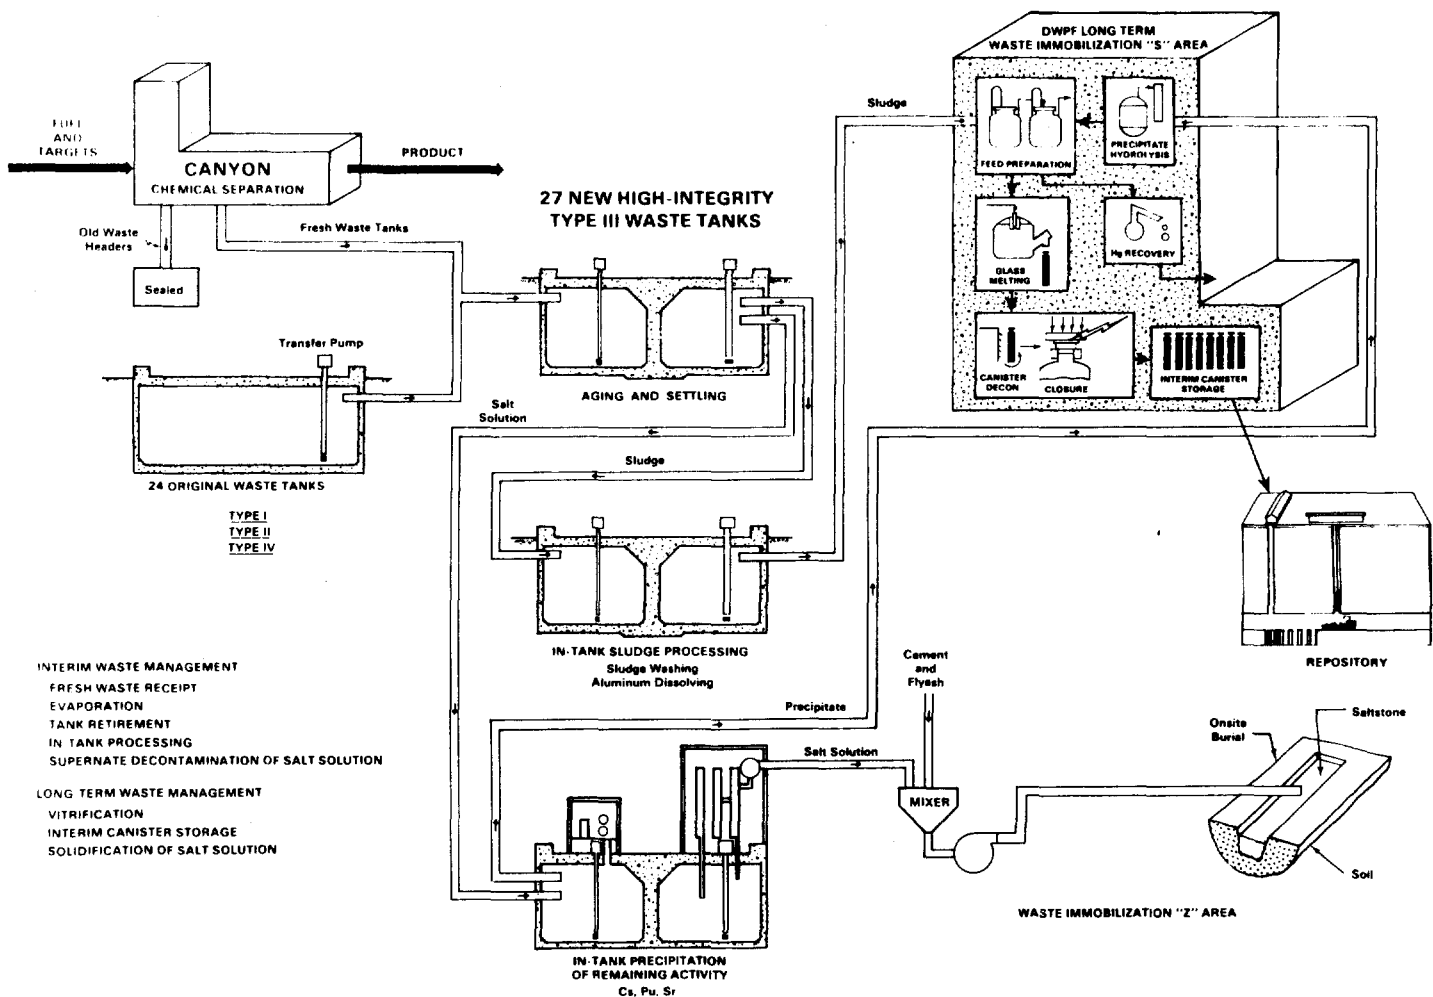 FUEL
AND
TARGETS
CANYON
CHEMICAL SEPARATION
PRODUCT
Old Waste
Headers
Sealed
Fresh Waste Tanks
27 NEW HIGH-INTEGRITY
TYPE III WASTE TANKS
Transfer Pump
AGING AND SETTLING
24 ORIGINAL WASTE TANKS
TYPE I
TYPE II
TYPE IV
Salt
Solution
Sludge
IN-TANK SLUDGE PROCESSING
Sludge Washing
Aluminum Dissolving
Sludge
DWPF LONG TERM
WASTE IMMOBILIZATION "S" AREA
FEED PREPARATION
PRECIPITATE
HYDROLYSIS
GLASS
MELTING
Hg RECOVERY
CANISTER
DECON
CLOSURE
INTERIM CANISTER
STORAGE
REPOSITORY
INTERIM WASTE MANAGEMENT
FRESH WASTE RECEIPT
EVAPORATION
TANK RETIREMENT
IN TANK PROCESSING
SUPERNATE DECONTAMINATION OF SALT SOLUTION
LONG TERM WASTE MANAGEMENT
VITRIFICATION
INTERIM CANISTER STORAGE
SOLIDIFICATION OF SALT SOLUTION
Precipitate
Cement
and
Flyash
Salt Solution
MIXER
Onsite
Burial
Saltstone
Soil
WASTE IMMOBILIZATION "Z" AREA
IN-TANK PRECIPITATION
OF REMAINING ACTIVITY
Cs, Pu, Sr